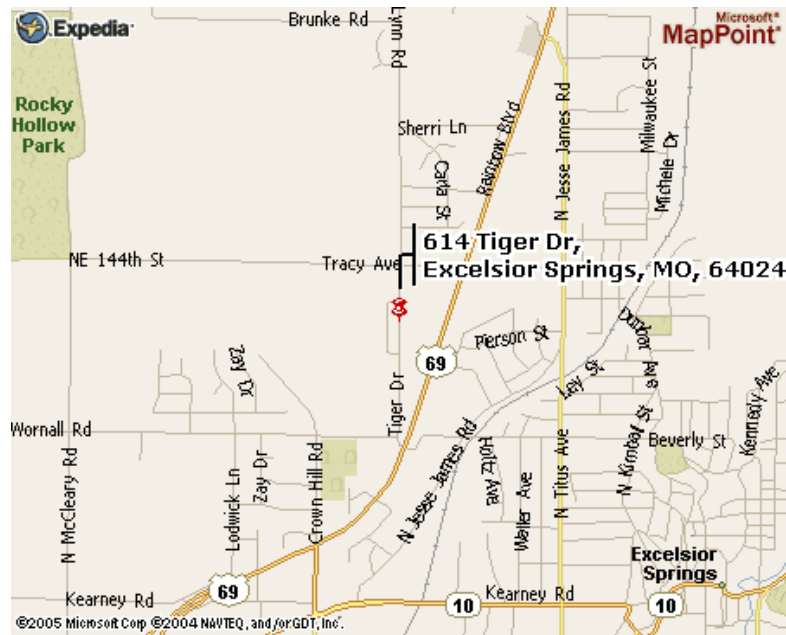 Expedia
Brunke Rd
Lynn Rd
Microsoft®
MapPoint®
Rocky
Hollow
Park
Sherri Ln
Carla St
Rainbow Blvd
N Jesse James Rd
Milwaukee St
Michele Dr
NE 144th St
Tracy Ave
614 Tiger Dr,
Excelsior Springs, MO, 64024
69
Pierson St
Dunbar Ave
Zay Dr
Tiger Dr
Ley St
Wornall Rd
N McCleary Rd
Lodwick Ln
Zay Dr
Crown Hill Rd
N Jesse James Rd
Holtz Ave
Waller Ave
N Titus Ave
N Kimball St
Beverly St
Kennedy Ave
Excelsior
Springs
69
Kearney Rd
10
Kearney Rd
10
©2005 Microsoft Corp ©2004 NAVTEQ, and/or GDT, Inc.